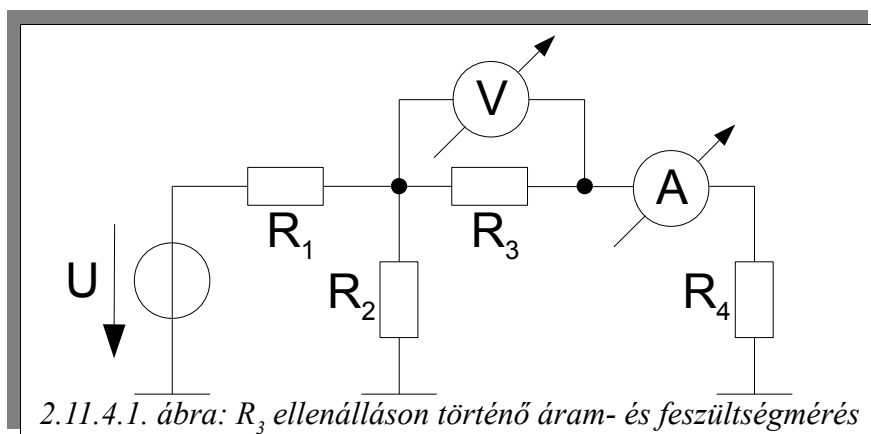 V
A
R₁
R₃
U
R₂
R₄
2.11.4.1. ábra: R₃ ellenálláson történő áram- és feszültségmérés